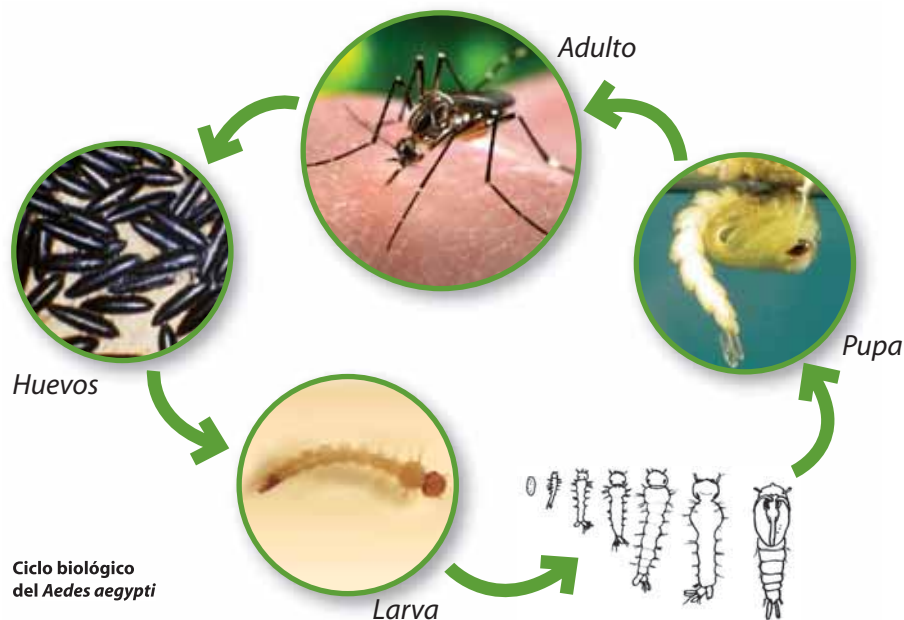 Adulto
Pupa
Huevos
Larva
Ciclo biológico
del Aedes aegypti